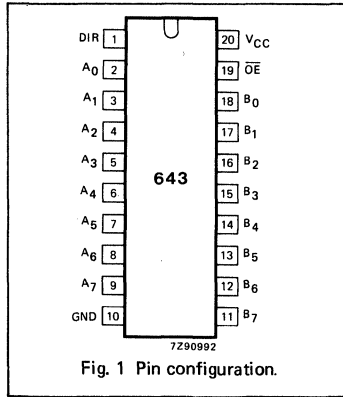 DIR 1 20 VCC
A0 2 19 OE
A1 3 18 B0
A2 4 17 B1
A3 5 16 B2
643
A4 6 15 B3
A5 7 14 B4
A6 8 13 B5
A7 9 12 B6
GND 10 11 B7
7Z90992
Fig. 1 Pin configuration.